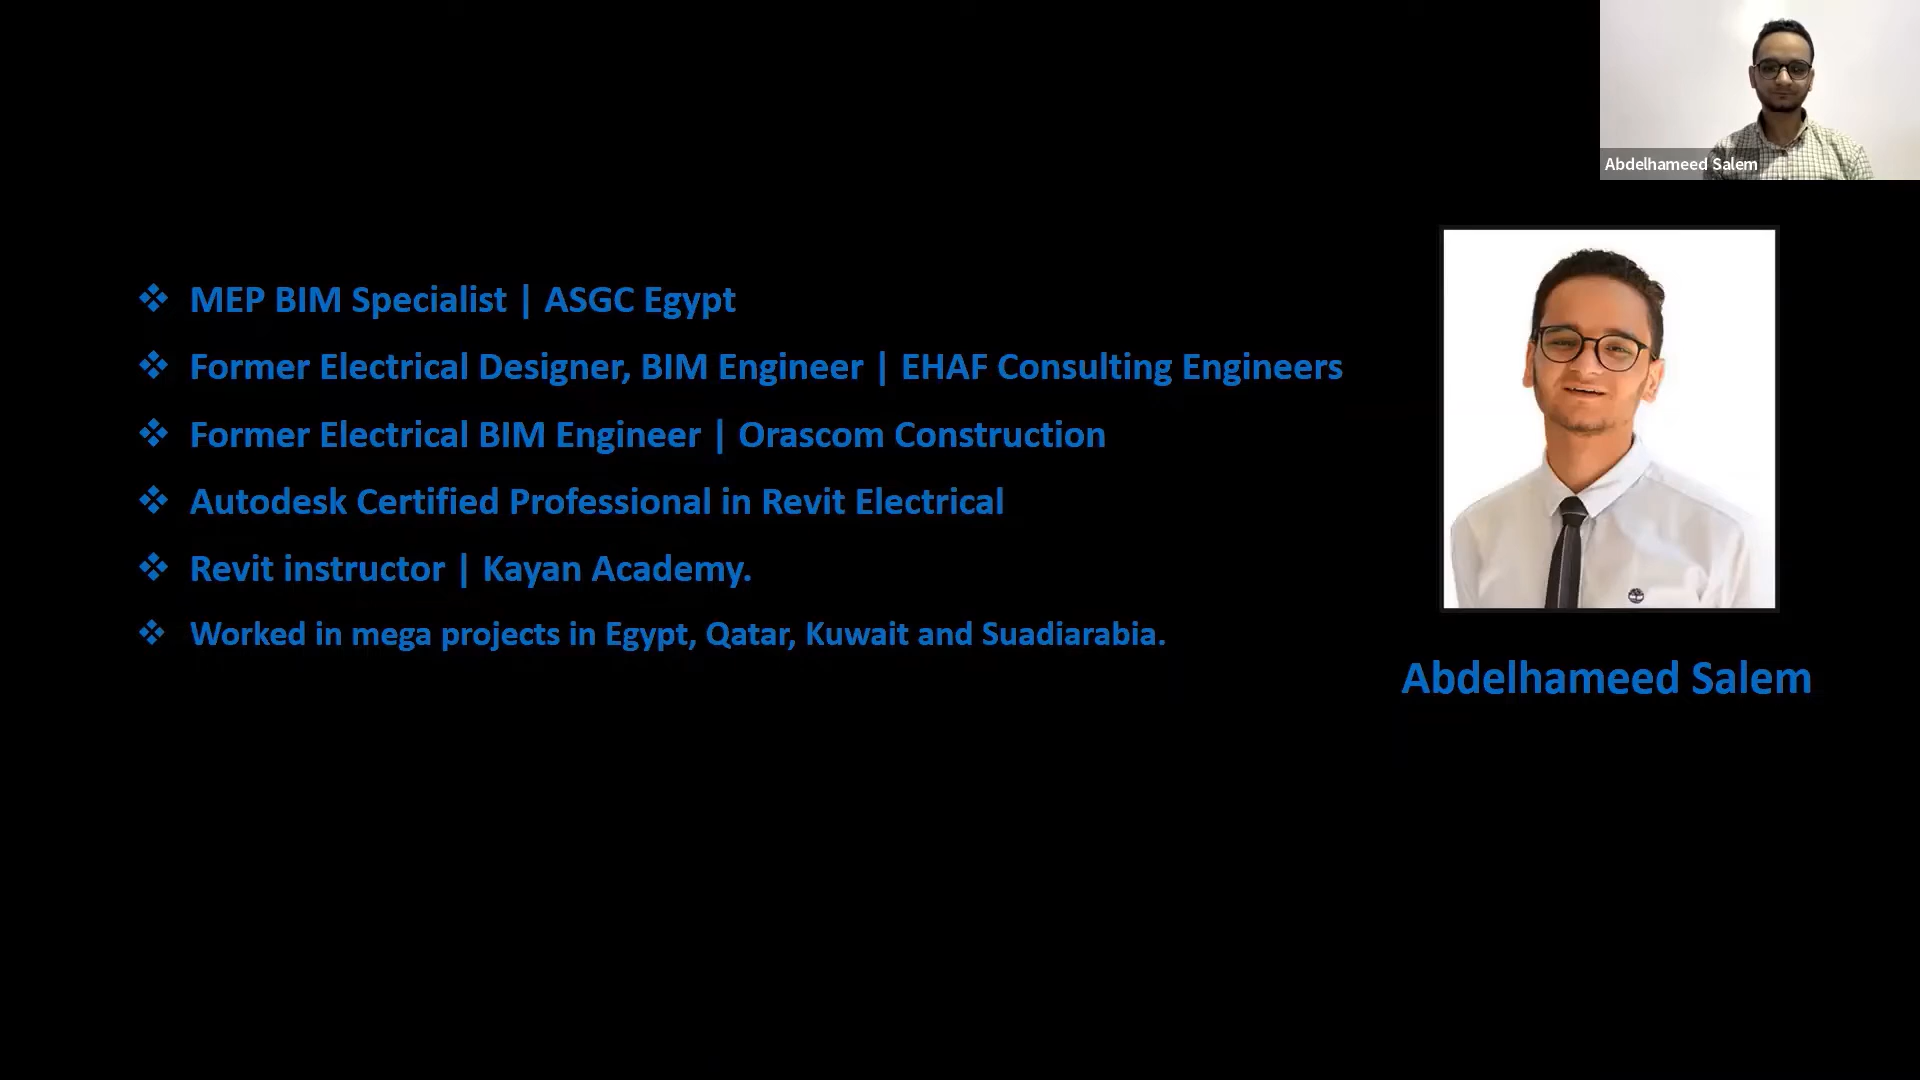 Abdelhameed Salem
MEP BIM Specialist | ASGC Egypt
Former Electrical Designer, BIM Engineer | EHAF Consulting Engineers
Former Electrical BIM Engineer | Orascom Construction
Autodesk Certified Professional in Revit Electrical
Revit instructor | Kayan Academy.
Worked in mega projects in Egypt, Qatar, Kuwait and Suadiarabia.
Abdelhameed Salem